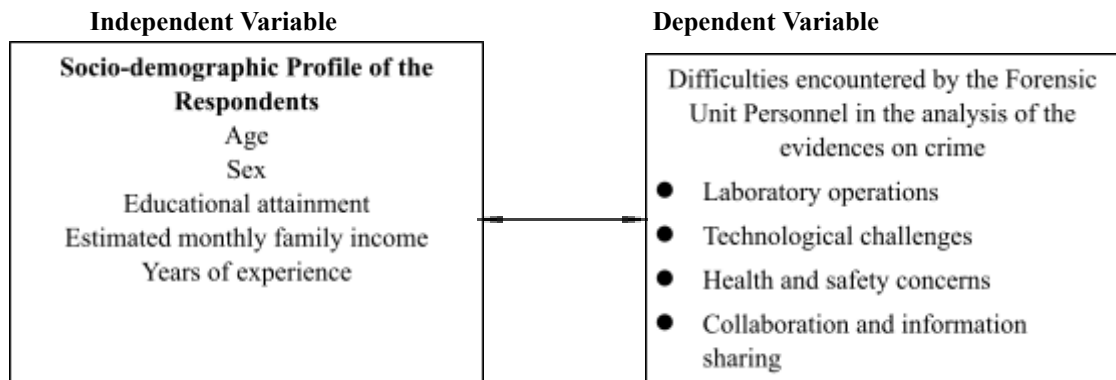 Independent Variable
Socio-demographic Profile of the
Respondents
Age
Sex
Educational attainment
Estimated monthly family income
Years of experience
Dependent Variable
Difficulties encountered by the Forensic
Unit Personnel in the analysis of the
evidences on crime
● Laboratory operations
● Technological challenges
● Health and safety concerns
● Collaboration and information
sharing